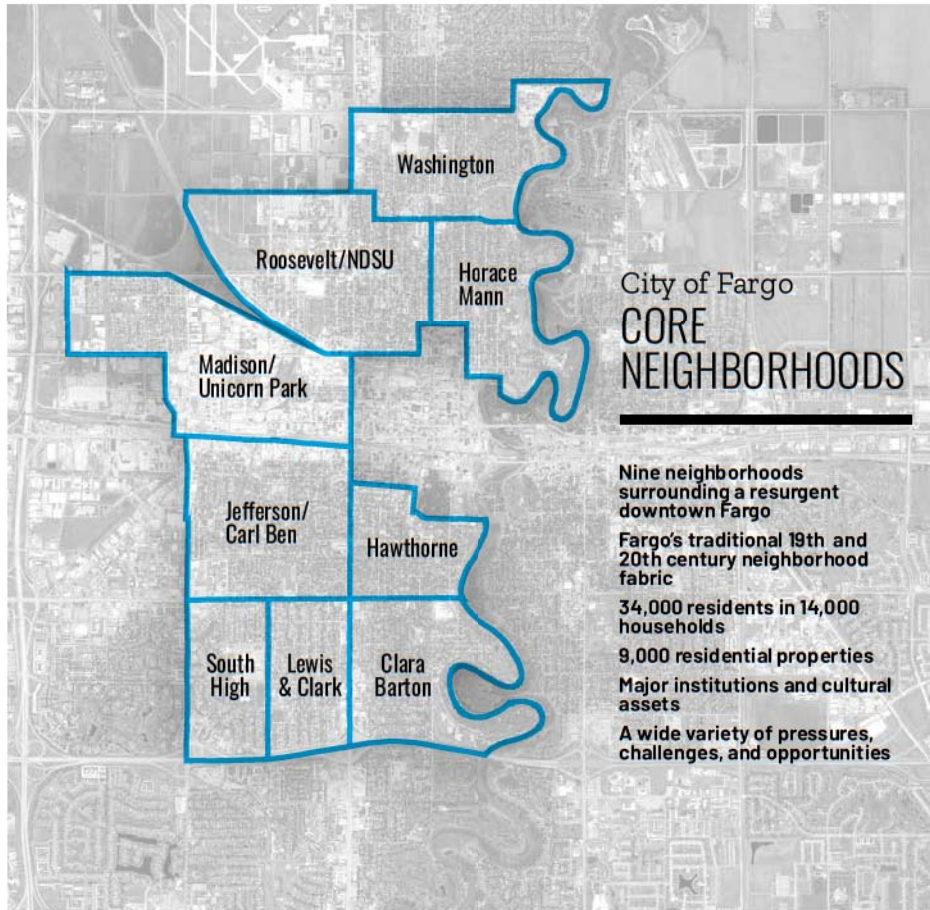 Washington
Roosevelt/NDSU
Horace
Mann
Madison/
Unicorn Park
Jefferson/
Carl Ben
Hawthorne
South
High
Lewis
& Clark
Clara
Barton
City of Fargo
CORE
NEIGHBORHOODS
Nine neighborhoods
surrounding a resurgent
downtown Fargo
Fargo's traditional 19th and
20th century neighborhood
fabric
34,000 residents in 14,000
households
9,000 residential properties
Major institutions and cultural
assets
A wide variety of pressures,
challenges, and opportunities